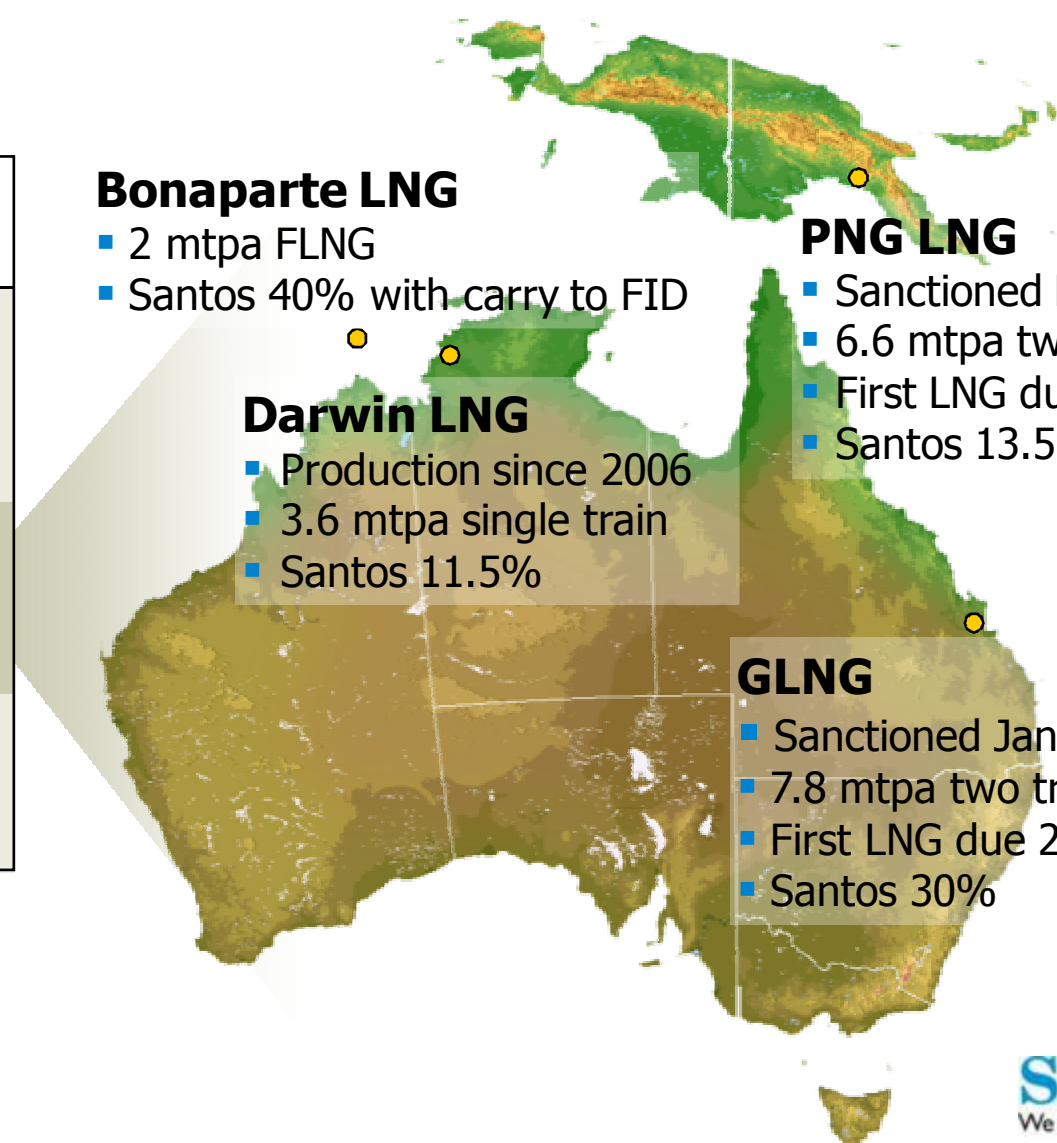 Bonaparte LNG
▪ 2 mtpa FLNG
▪ Santos 40% with carry to FID
PNG LNG
▪ Sanctioned
▪ 6.6 mtpa
▪ First LNG
▪ Santos 13.5
Darwin LNG
▪ Production since 2006
▪ 3.6 mtpa single train
▪ Santos 11.5%
GLNG
▪ Sanctioned Jan
▪ 7.8 mtpa two
▪ First LNG due
▪ Santos 30%
We